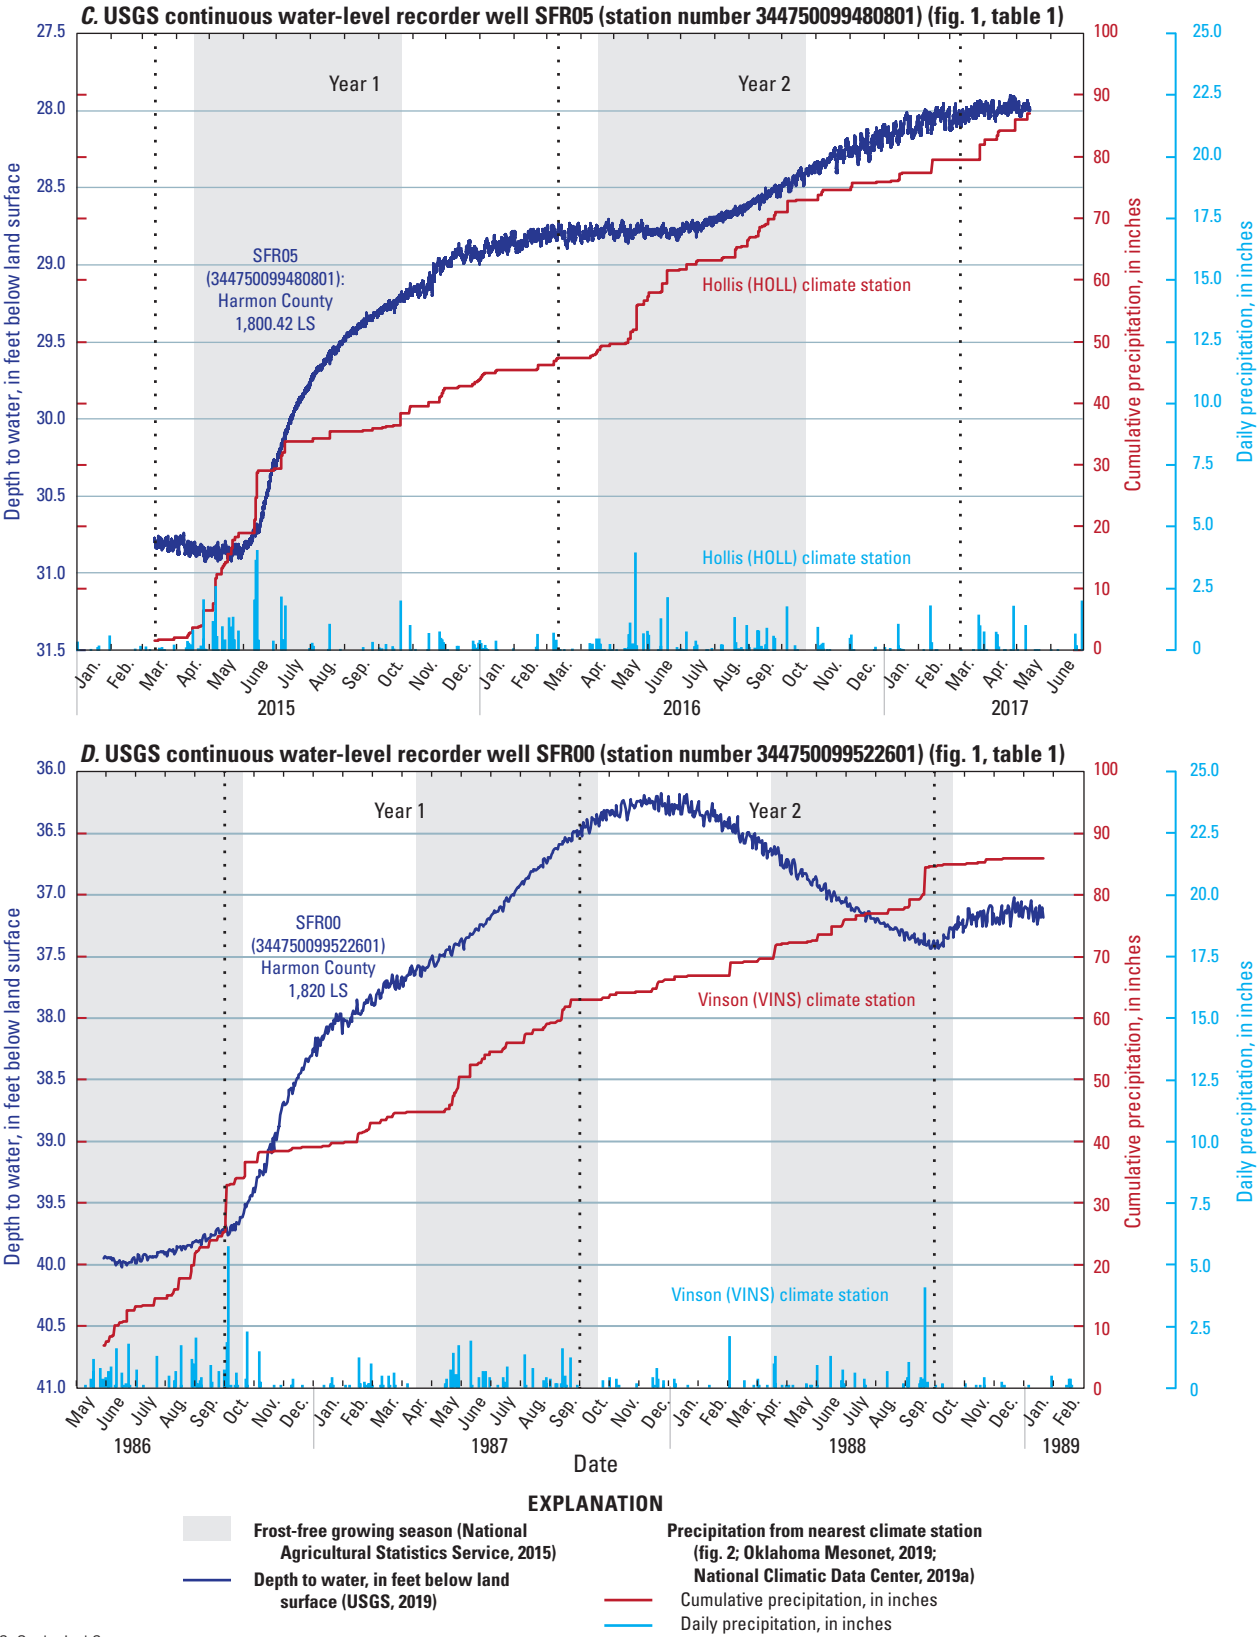 C. USGS continuous water-level recorder well SFR05 (station number 344750099480801) (fig. 1, table 1)
27.5
28.0
28.5
29.0
29.5
30.0
30.5
31.0
31.5
Depth to water, in feet below land surface
Year 1
Year 2
SFR05
(344750099480801):
Harmon County
1,800.42 LS
Hollis (HOLL) climate station
Hollis (HOLL) climate station
100
90
80
70
60
50
40
30
20
10
0
Cumulative precipitation, in inches
25.0
22.5
20.0
17.5
15.0
12.5
10.0
7.5
5.0
2.5
0
Daily precipitation, in inches
Jan. Feb. Mar. Apr. May June July Aug. Sep. Oct. Nov. Dec. Jan. Feb. Mar. Apr. May June July Aug. Sep. Oct. Nov. Dec. Jan. Feb. Mar. Apr. May June
2015 2016 2017
D. USGS continuous water-level recorder well SFR00 (station number 344750099522601) (fig. 1, table 1)
36.0
36.5
37.0
37.5
38.0
38.5
39.0
39.5
40.0
40.5
41.0
Depth to water, in feet below land surface
Year 1
Year 2
SFR00
(344750099522601)
Harmon County
1,820 LS
Vinson (VINS) climate station
Vinson (VINS) climate station
100
90
80
70
60
50
40
30
20
10
0
Cumulative precipitation, in inches
25.0
22.5
20.0
17.5
15.0
12.5
10.0
7.5
5.0
2.5
0
Daily precipitation, in inches
May June July Aug. Sep. Oct. Nov. Dec. Jan. Feb. Apr. May June July Aug. Sep. Oct. Nov. Dec. Jan. Feb. Mar. Apr. May June July Aug. Sep. Oct. Nov. Dec. Jan. Feb.
1986 1987 1988 1989
Date
EXPLANATION
Frost-free growing season (National
Agricultural Statistics Service, 2015)
Depth to water, in feet below land
surface (USGS, 2019)
Precipitation from nearest climate station
(fig. 2; Oklahoma Mesonet, 2019;
National Climatic Data Center, 2019a)
Cumulative precipitation, in inches
Daily precipitation, in inches